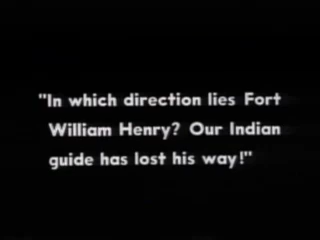 "In which direction lies Fort
William Henry? Our Indian
guide has lost his way!"